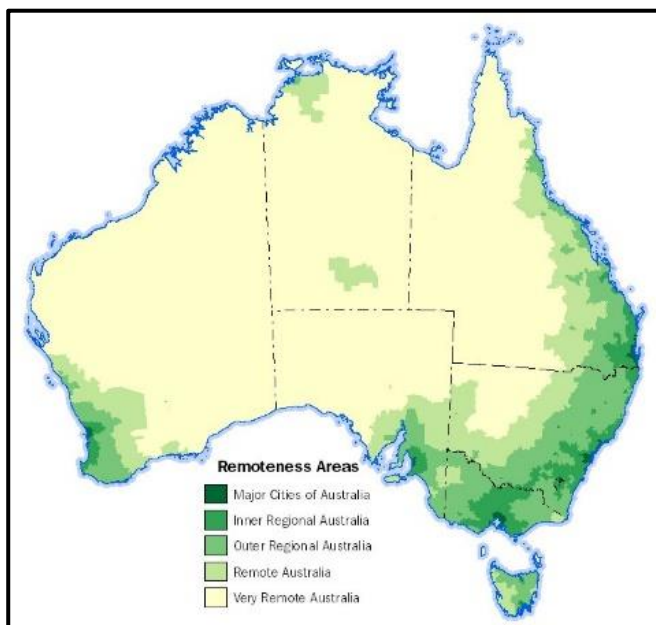 Remoteness Areas
Major Cities of Australia
Inner Regional Australia
Outer Regional Australia
Remote Australia
Very Remote Australia